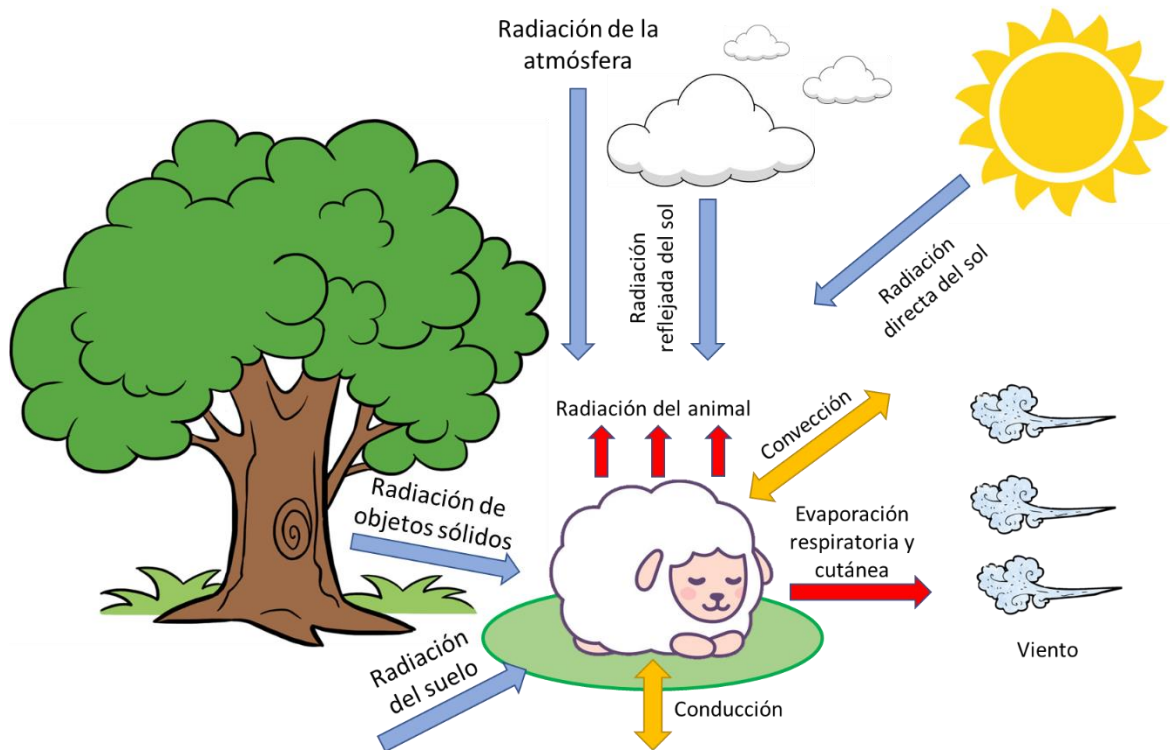 Radiación de la
atmósfera
Radiación
reflejada del sol
Radiación
directa del sol
Radiación del animal
Convección
Radiación de
objetos sólidos
Evaporación
respiratoria y
cutánea
Viento
Radiación
del suelo
Conducción